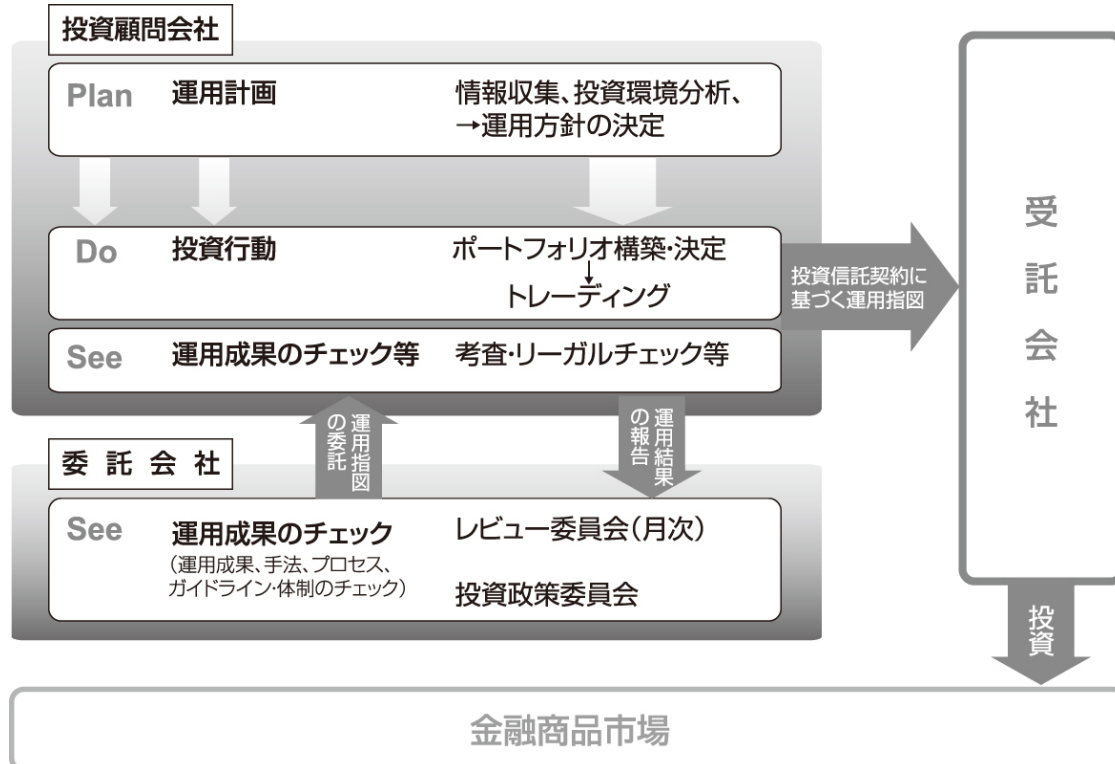 投資顧問会社
Plan 運用計画 情報収集、投資環境分析、
→運用方針の決定
Do 投資行動 ポートフォリオ構築・決定
トレーディング
投資信託契約に
基づく運用指図
See 運用成果のチェック等 考査・リーガルチェック等
運用指図
の委託
運用結果
の報告
委託会社
See 運用成果のチェック レビュー委員会（月次）
（運用成果、手法、プロセス、
ガイドライン・体制のチェック）
投資政策委員会
受託会社
投資
金融商品市場